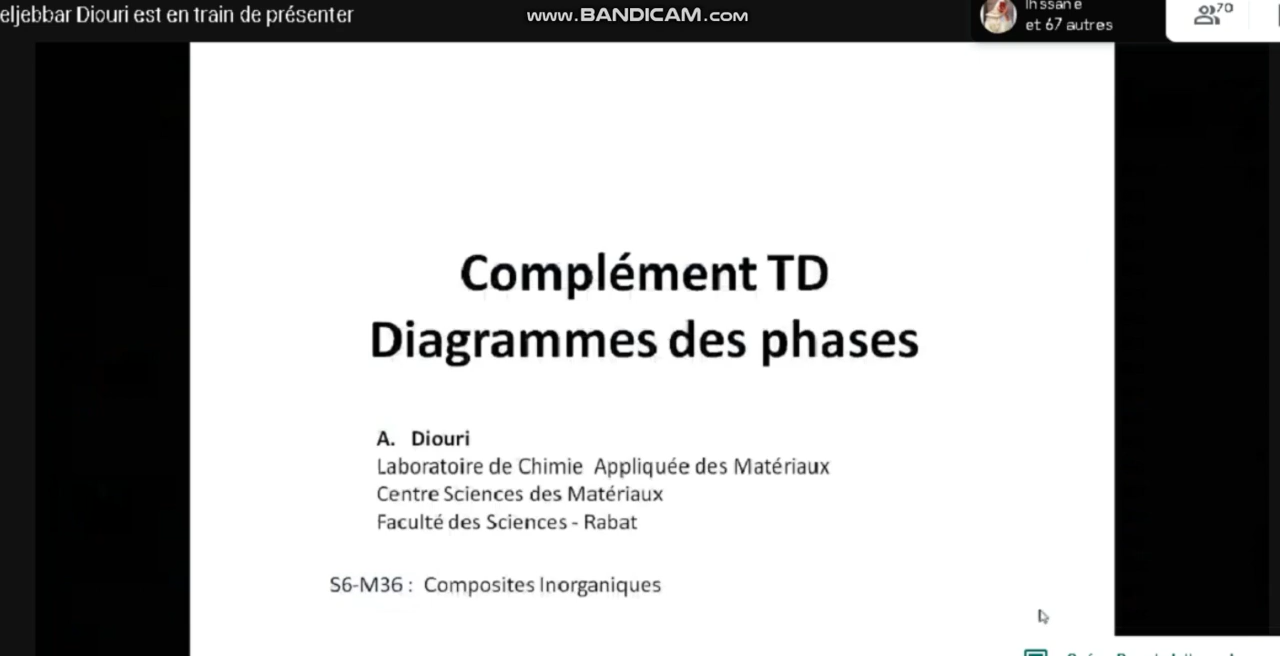 eljebbar Diouri est en train de présenter
www.BANDICAM.com
Ihssane
et 67 autres
70
Complément TD
Diagrammes des phases
A. Diouri
Laboratoire de Chimie Appliquée des Matériaux
Centre Sciences des Matériaux
Faculté des Sciences - Rabat
S6-M36 : Composites Inorganiques